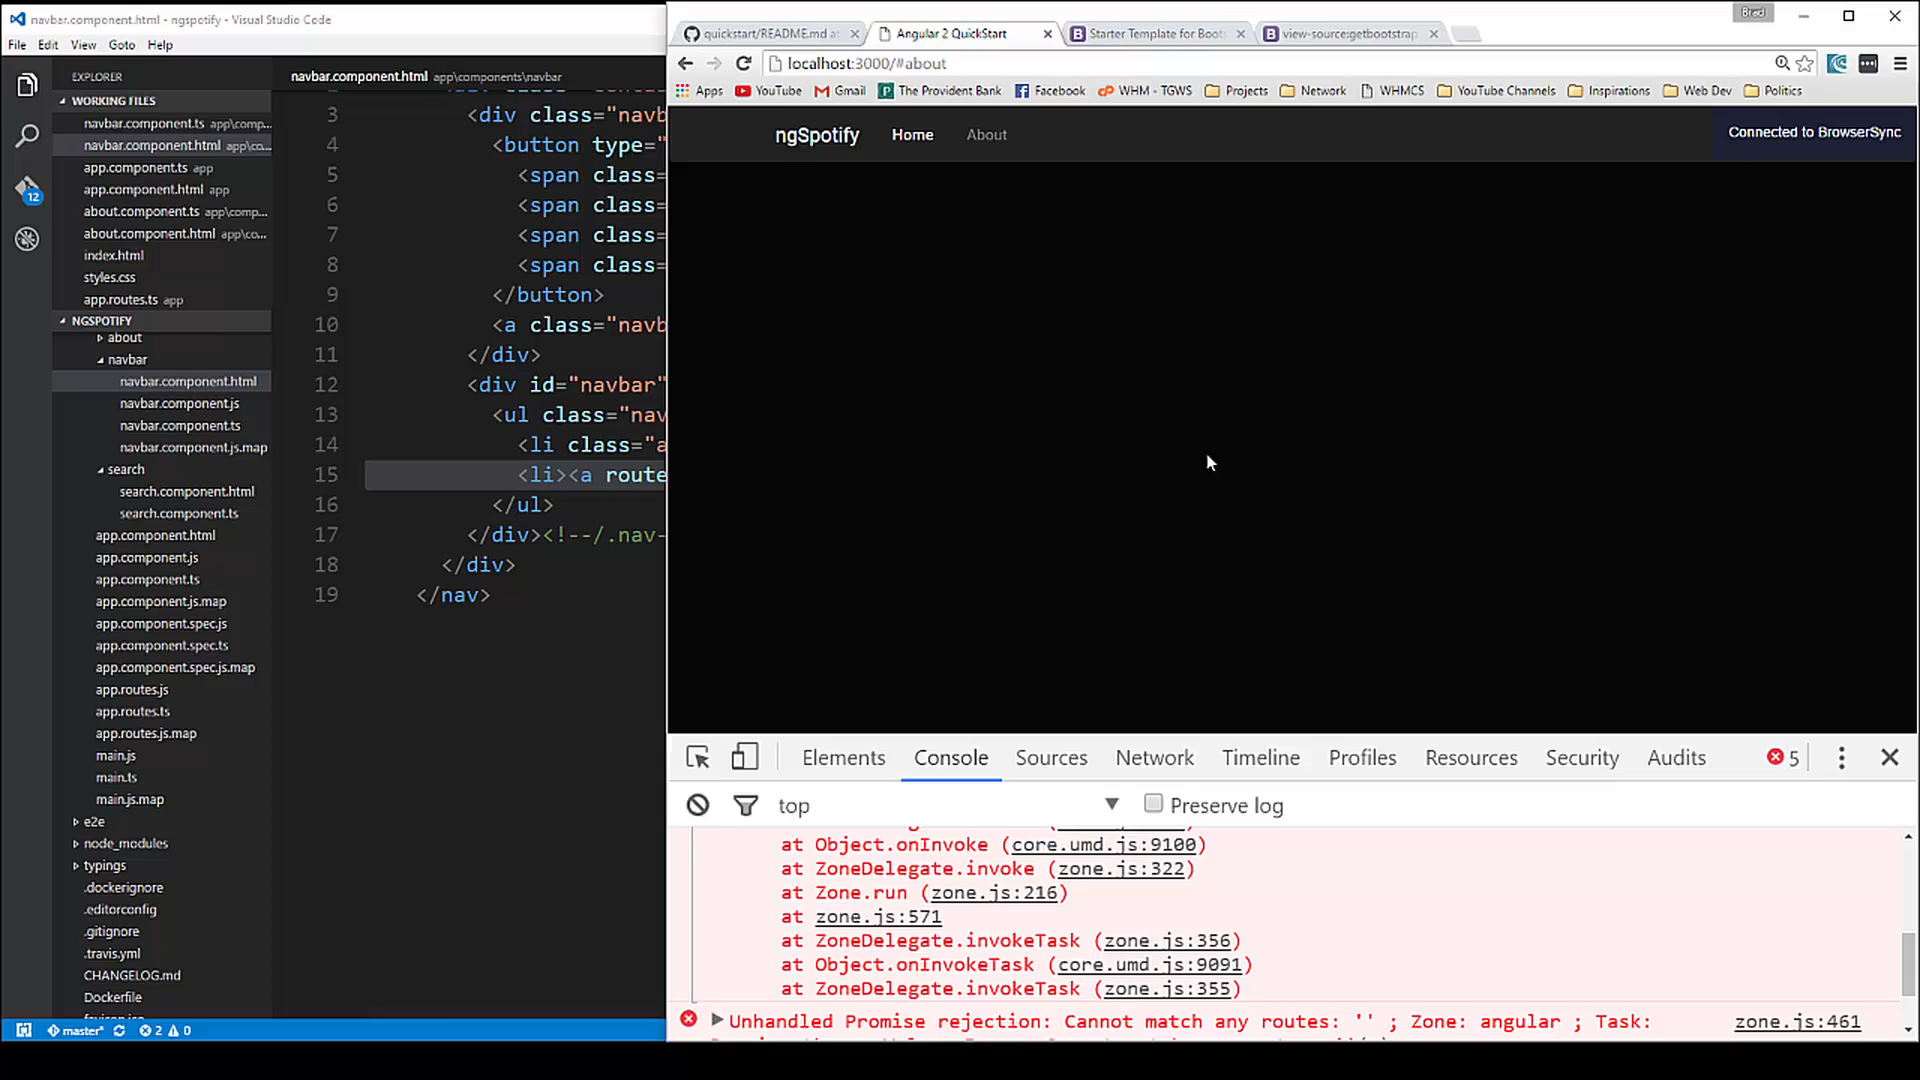 navbar.component.html - ngspotify - Visual Studio Code
File Edit View Goto Help
EXPLORER
WORKING FILES
navbar.component.ts app\comp...
navbar.component.html app\co...
app.component.ts app
app.component.html app
about.component.ts app\comp...
about.component.html app\co...
index.html
styles.css
app.routes.ts app
NGSPOTIFY
about
navbar
navbar.component.html
navbar.component.js
navbar.component.ts
navbar.component.js.map
search
search.component.html
search.component.ts
app.component.html
app.component.js
app.component.ts
app.component.js.map
app.component.spec.js
app.component.spec.ts
app.component.spec.js.map
app.routes.js
app.routes.ts
app.routes.js.map
main.js
main.ts
main.js.map
e2e
node_modules
typings
.dockerignore
.editorconfig
.gitignore
.travis.yml
CHANGELOG.md
Dockerfile
12
master* 2 0
navbar.component.html app\components\navbar
3 <div class="navb
4 <button type="
5 <span class=
6 <span class=
7 <span class=
8 <span class=
9 </button>
10 <a class="navb
11 </div>
12 <div id="navbar"
13 <ul class="nav
14 <li class="a
15 <li><a route
16 </ul>
17 </div><!--/.nav-
18 </div>
19 </nav>
Brad
quickstart/README.md at
Angular 2 QuickStart
Starter Template for Boot
view-source:getbootstrap
localhost:3000/#about
Apps YouTube Gmail The Provident Bank Facebook WHM - TGWS Projects Network WHMCS YouTube Channels Inspirations Web Dev Politics
ngSpotify Home About
Connected to BrowserSync
Elements Console Sources Network Timeline Profiles Resources Security Audits 5
top Preserve log
at Object.onInvoke (core.umd.js:9100)
at ZoneDelegate.invoke (zone.js:322)
at Zone.run (zone.js:216)
at zone.js:571
at ZoneDelegate.invokeTask (zone.js:356)
at Object.onInvokeTask (core.umd.js:9091)
at ZoneDelegate.invokeTask (zone.js:355)
Unhandled Promise rejection: Cannot match any routes: '' ; Zone: angular ; Task: zone.js:461